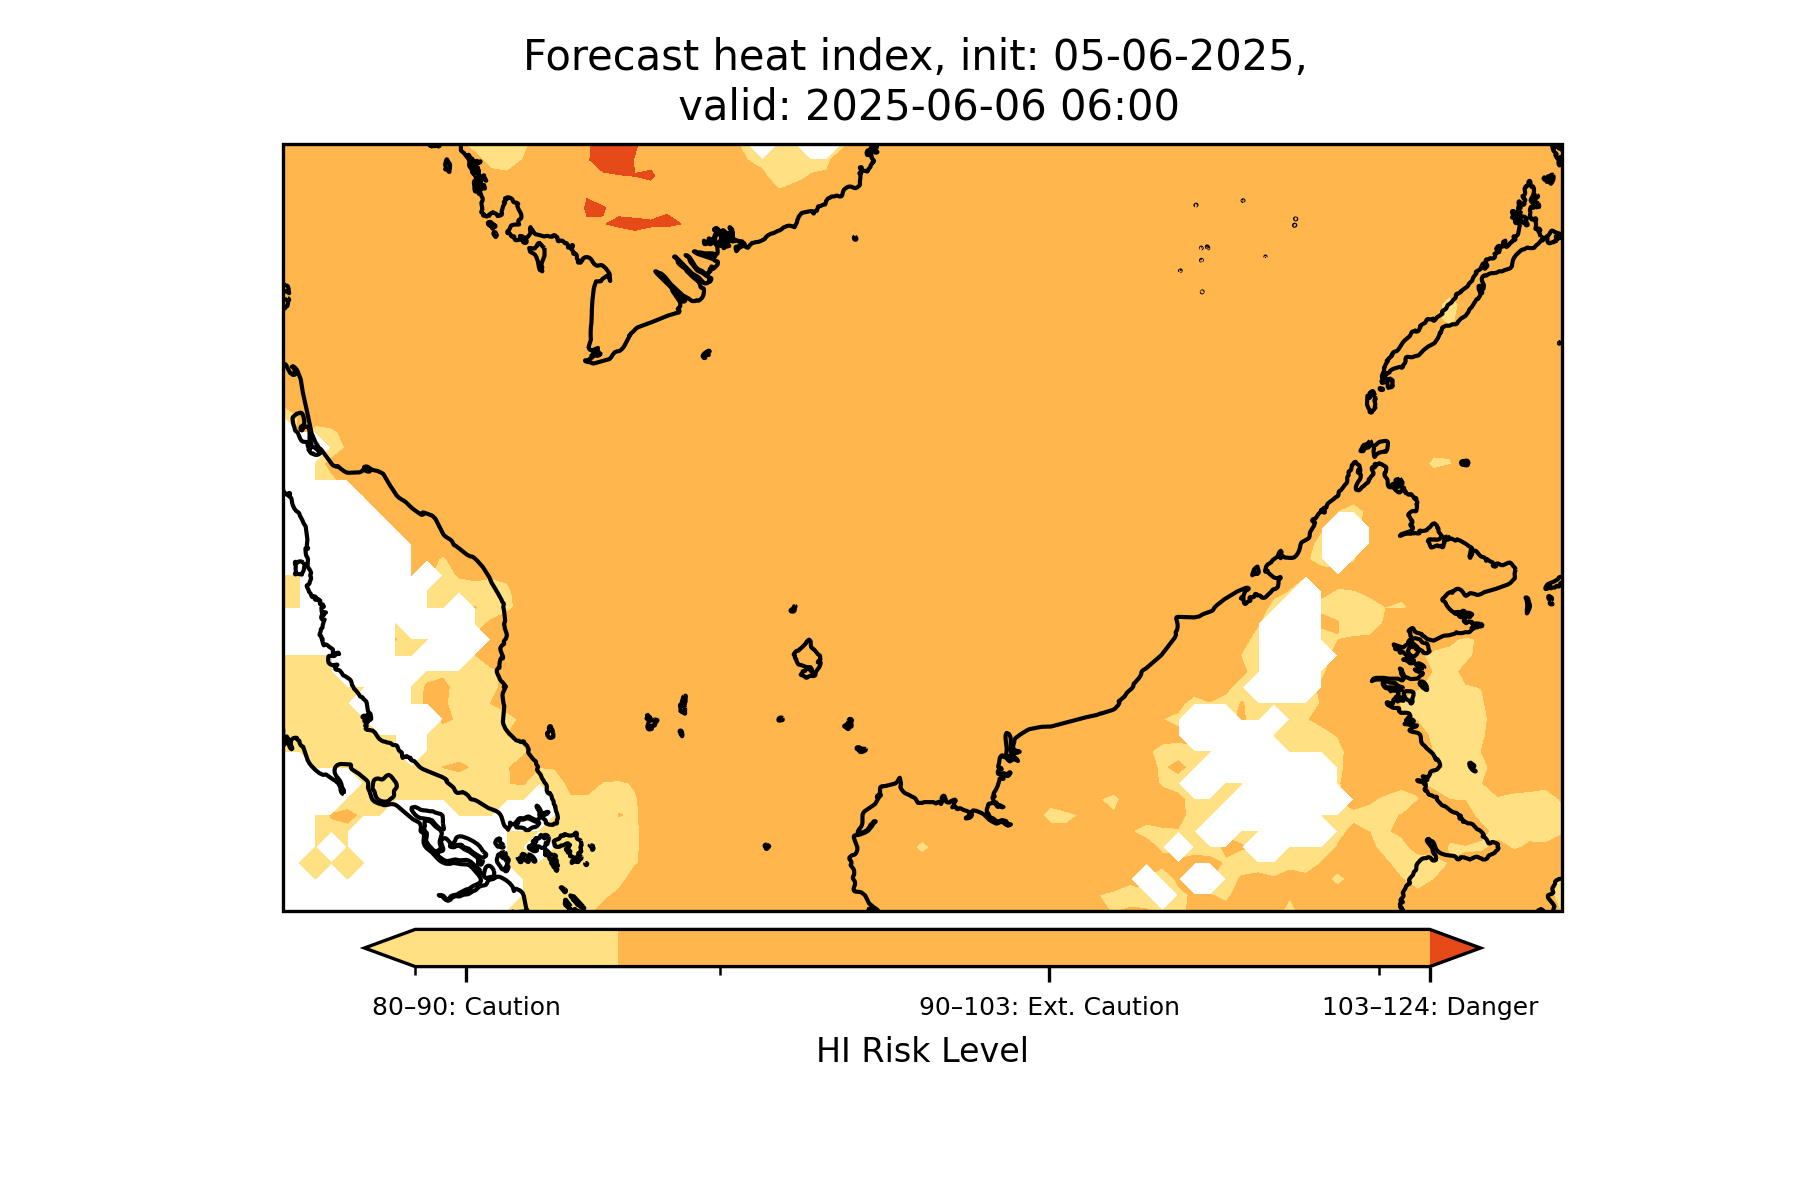 Forecast heat index, init: 05-06-2025,
valid: 2025-06-06 06:00
80–90: Caution
90–103: Ext. Caution
103–124: Danger
HI Risk Level